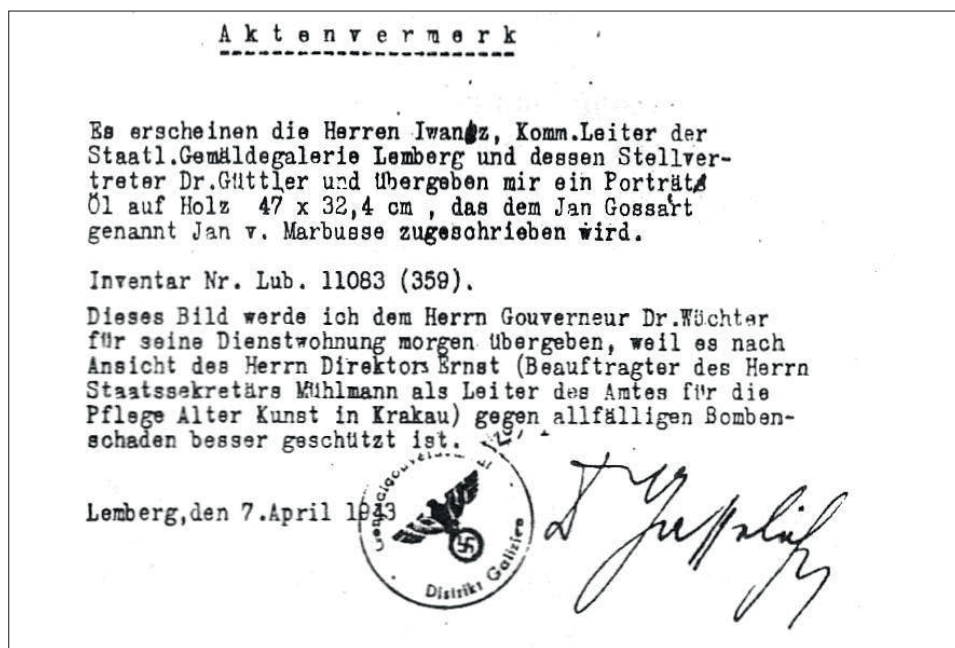 Aktenvermerk
Es erscheinen die Herren Iwanez, Komm.Leiter der
Staatl.Gemäldegalerie Lemberg und dessen Stellver-
treter Dr.Güttler und übergeben mir ein Porträt
Öl auf Holz 47 x 32,4 cm , das dem Jan Gossart
genannt Jan v. Marbusse zugeschrieben wird.
Inventar Nr. Lub. 11083 (359).
Dieses Bild werde ich dem Herrn Gouverneur Dr.Wächter
für seine Dienstwohnung morgen übergeben, weil es nach
Ansicht des Herrn Direktors Ernst (Beauftragter des Herrn
Staatssekretärs Mühlmann als Leiter des Amtes für die
Pflege Alter Kunst in Krakau) gegen allfälligen Bomben-
schaden besser geschützt ist.
Lemberg,den 7.April 1943
Distrikt Galizien